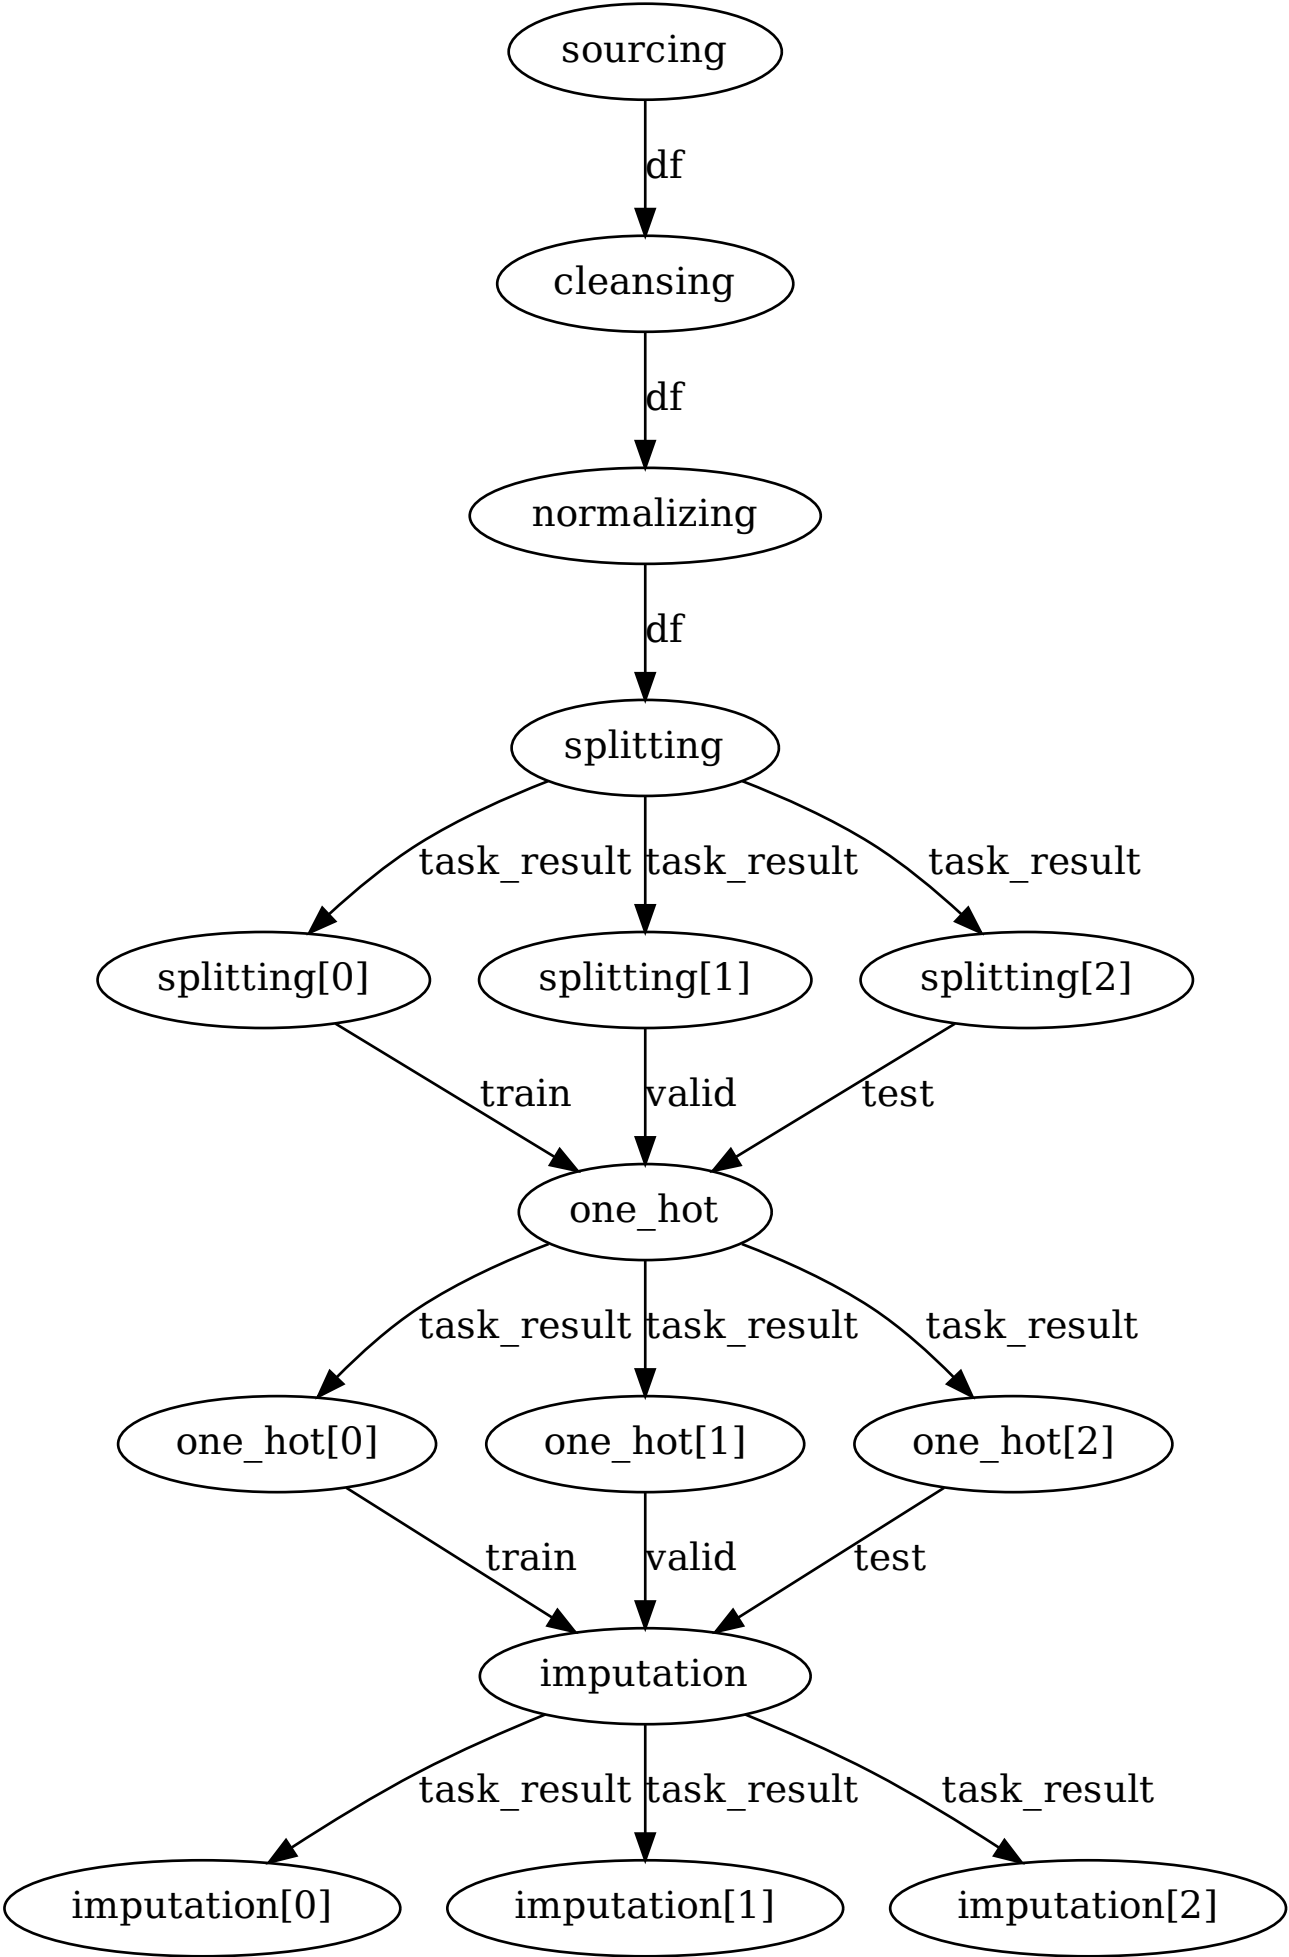 sourcing
df
cleansing
df
normalizing
df
splitting
task_result task_result task_result
splitting[0] splitting[1] splitting[2]
train valid test
one_hot
task_result task_result task_result
one_hot[0] one_hot[1] one_hot[2]
train valid test
imputation
task_result task_result task_result
imputation[0] imputation[1] imputation[2]